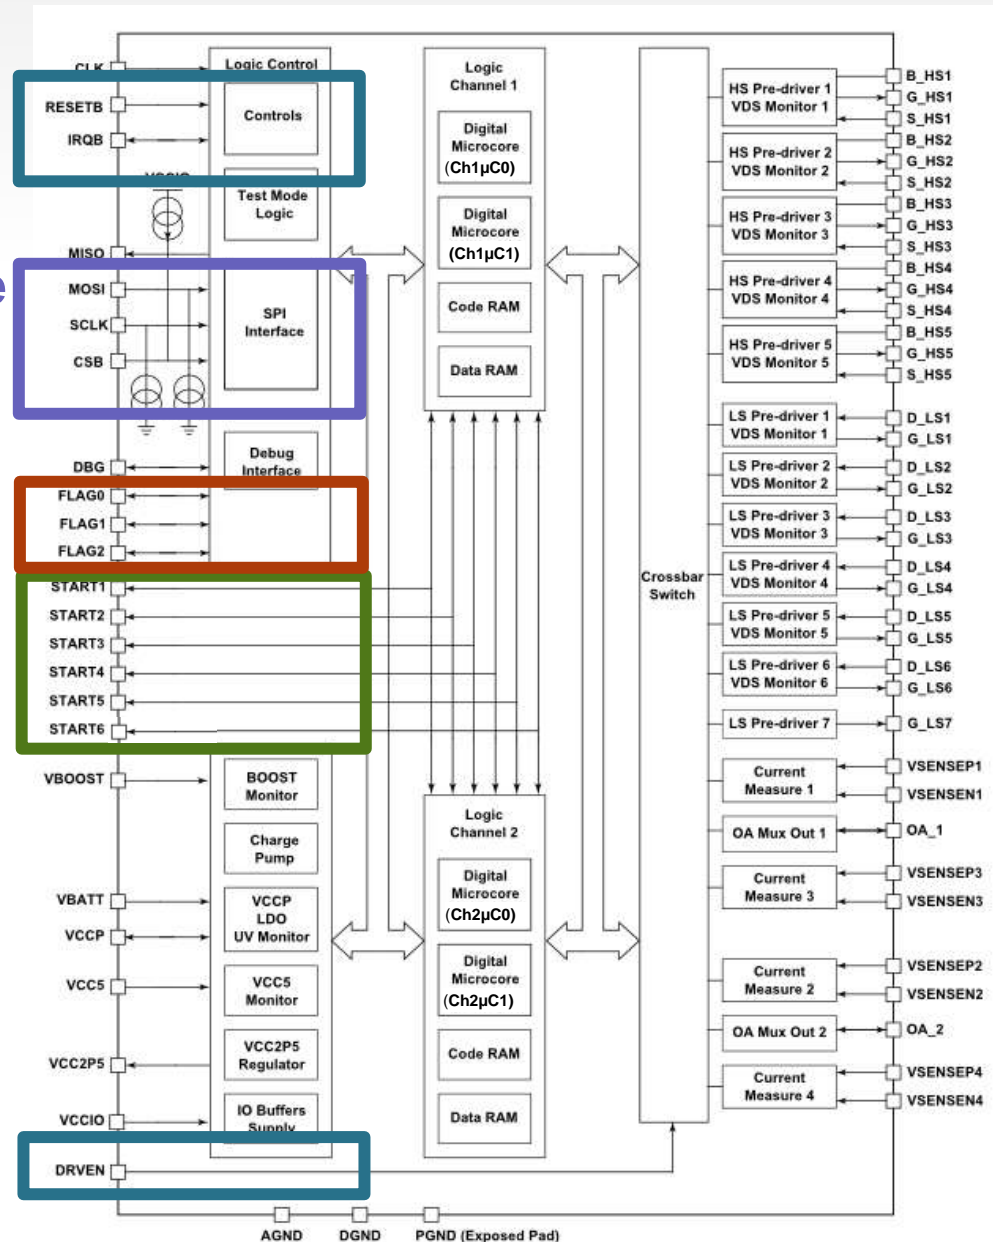 CLK
RESETB
IRQB
VCCIO
MISO
e
MOSI
SCLK
CSB
DBG
FLAG0
FLAG1
FLAG2
START1
START2
START3
START4
START5
START6
VBOOST
VBATT
VCCP
VCC5
VCC2P5
VCCIO
DRVEN
Logic Control
Controls
Test Mode
Logic
SPI
Interface
Debug
Interface
BOOST
Monitor
Charge
Pump
VCCP
LDO
UV Monitor
VCC5
Monitor
VCC2P5
Regulator
IO Buffers
Supply
Logic
Channel 1
Digital
Microcore
(Ch1µC0)
Digital
Microcore
(Ch1µC1)
Code RAM
Data RAM
Logic
Channel 2
Digital
Microcore
(Ch2µC0)
Digital
Microcore
(Ch2µC1)
Code RAM
Data RAM
Crossbar
Switch
HS Pre-driver 1
VDS Monitor 1
HS Pre-driver 2
VDS Monitor 2
HS Pre-driver 3
VDS Monitor 3
HS Pre-driver 4
VDS Monitor 4
HS Pre-driver 5
VDS Monitor 5
LS Pre-driver 1
VDS Monitor 1
LS Pre-driver 2
VDS Monitor 2
LS Pre-driver 3
VDS Monitor 3
LS Pre-driver 4
VDS Monitor 4
LS Pre-driver 5
VDS Monitor 5
LS Pre-driver 6
VDS Monitor 6
LS Pre-driver 7
Current
Measure 1
OA Mux Out 1
Current
Measure 3
Current
Measure 2
OA Mux Out 2
Current
Measure 4
B_HS1
G_HS1
S_HS1
B_HS2
G_HS2
S_HS2
B_HS3
G_HS3
S_HS3
B_HS4
G_HS4
S_HS4
B_HS5
G_HS5
S_HS5
D_LS1
G_LS1
D_LS2
G_LS2
D_LS3
G_LS3
D_LS4
G_LS4
D_LS5
G_LS5
D_LS6
G_LS6
G_LS7
VSENSEP1
VSENSEN1
OA_1
VSENSEP3
VSENSEN3
VSENSEP2
VSENSEN2
OA_2
VSENSEP4
VSENSEN4
AGND
DGND
PGND (Exposed Pad)